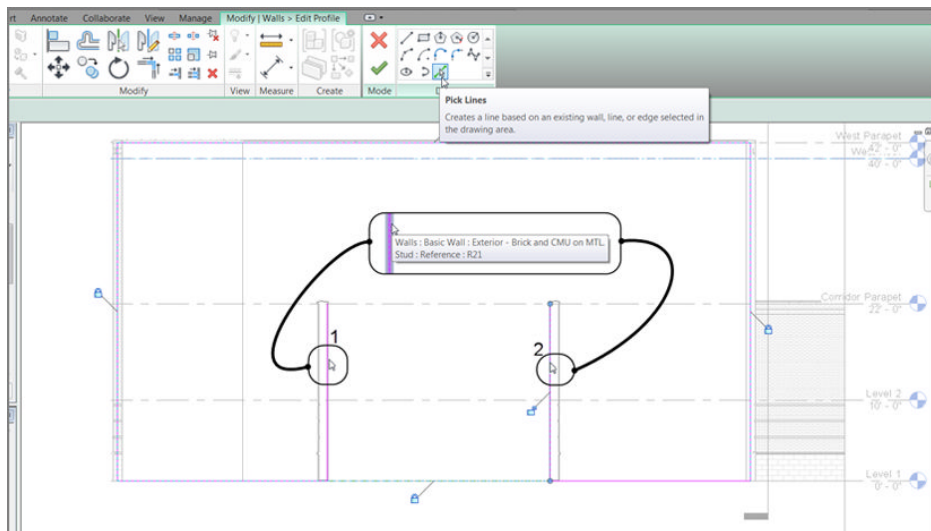 Annotate Collaborate View Manage Modify | Walls > Edit Profile
Modify View Measure Create Mode
Pick Lines
Creates a line based on an existing wall, line, or edge selected in
the drawing area.
West Parapet
42' - 0"
40' - 0"
Walls : Basic Wall : Exterior - Brick and CMU on MTL.
Stud : Reference : R21
Corridor Parapet
22' - 0"
1
2
Level 2
10' - 0"
Level 1
0' - 0"